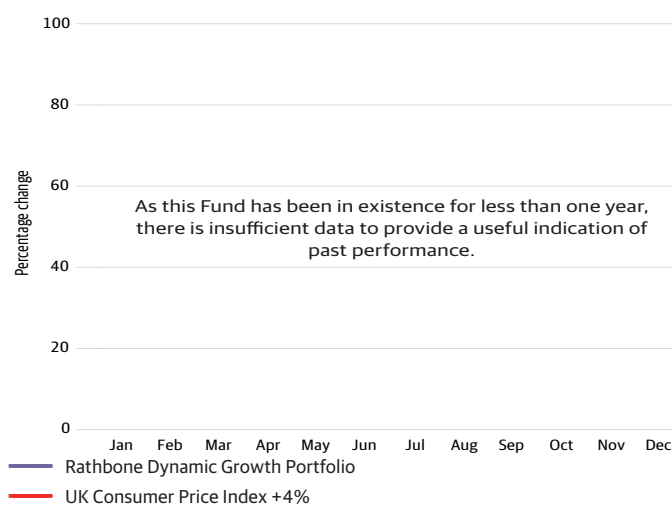 100
80
60
40
20
0
Percentage change
As this Fund has been in existence for less than one year,
there is insufficient data to provide a useful indication of
past performance.
Jan Feb Mar Apr May Jun Jul Aug Sep Oct Nov Dec
Rathbone Dynamic Growth Portfolio
UK Consumer Price Index +4%